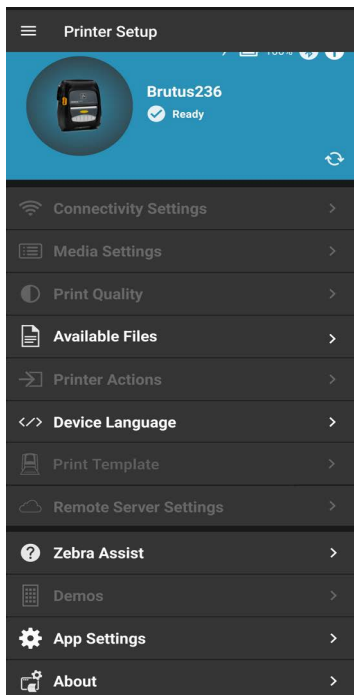 Printer Setup
100%
Brutus236
Ready
Connectivity Settings
Media Settings
Print Quality
Available Files
Printer Actions
Device Language
Print Template
Remote Server Settings
Zebra Assist
Demos
App Settings
About